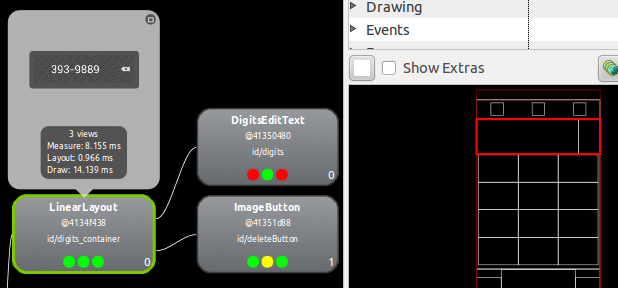 393-9889
3 views
Measure: 8.155 ms
Layout: 0.966 ms
Draw: 14.139 ms
LinearLayout
@4134f438
id/digits_container
0
DigitsEditText
@41350480
id/digits
0
ImageButton
@41351d88
id/deleteButton
1
Drawing
Events
Show Extras